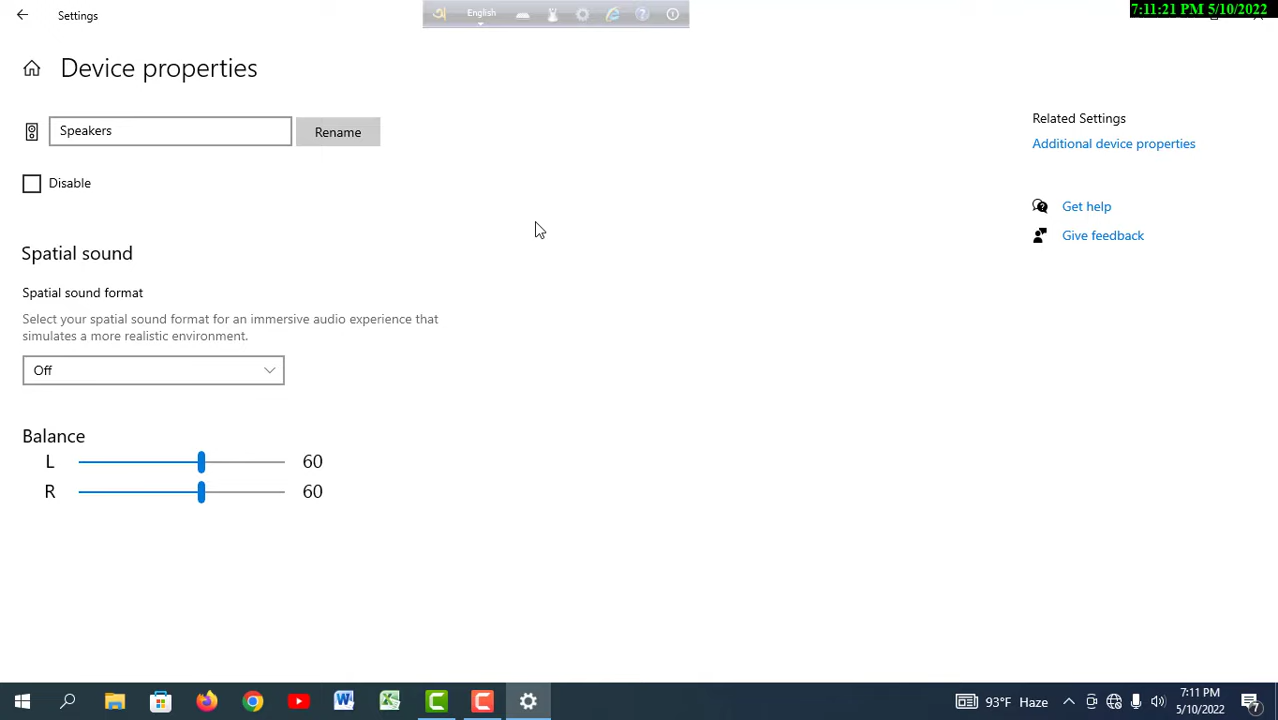 Settings
English
7:11:21 PM 5/10/2022
Device properties
Speakers
Rename
Disable
Spatial sound
Spatial sound format
Select your spatial sound format for an immersive audio experience that
simulates a more realistic environment.
Off
Balance
L 60
R 60
Related Settings
Additional device properties
Get help
Give feedback
93°F Haze
7:11 PM
5/10/2022
7